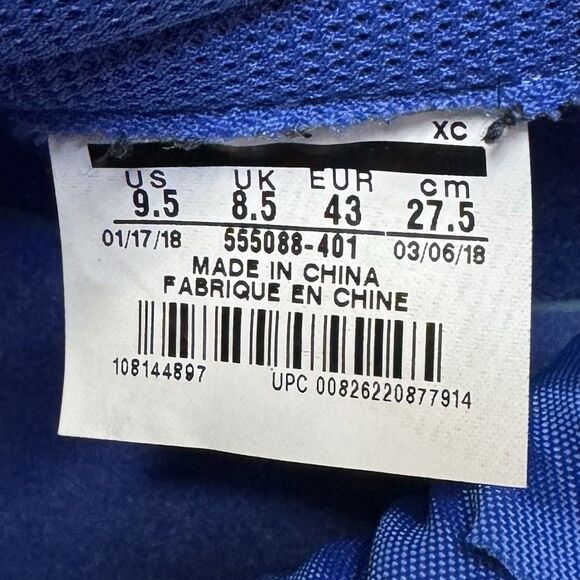 XC
US UK EUR cm
9.5 8.5 43 27.5
01/17/18 555088-401 03/06/18
MADE IN CHINA
FABRIQUE EN CHINE
108144897 UPC 00826220877914